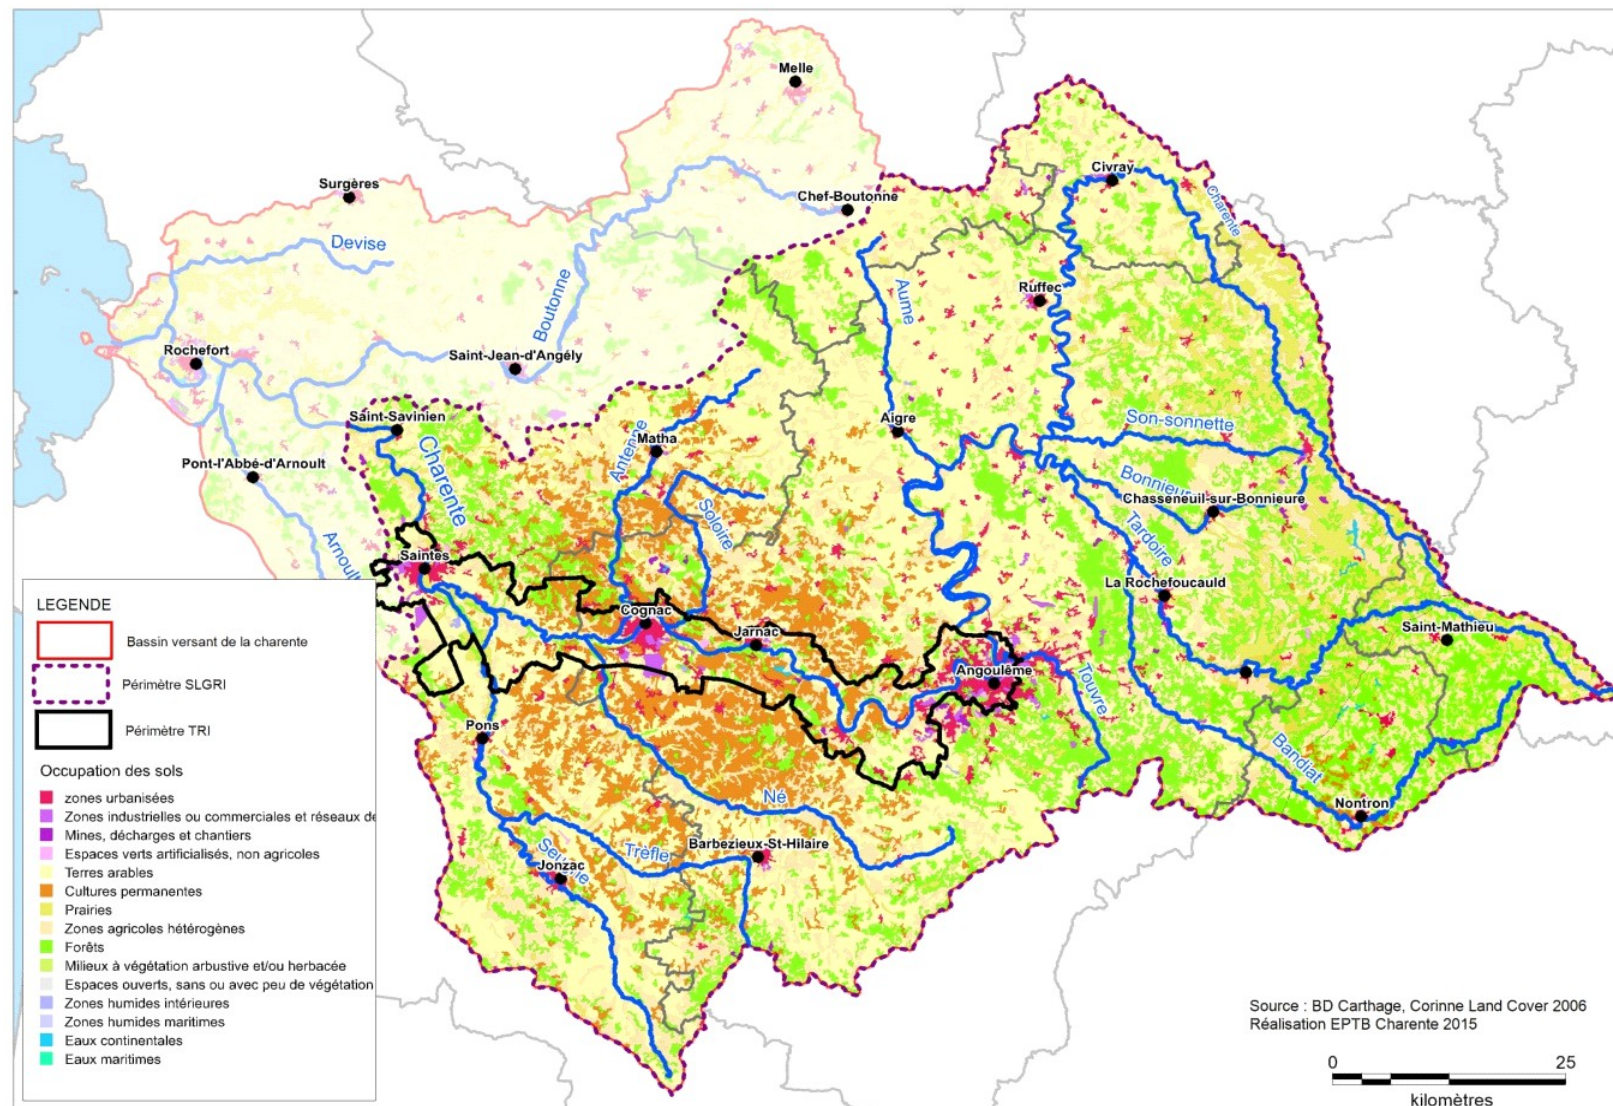 Melle
Surgères
Civray
Chef-Boutonne
Charente
Devise
Boutonne
Aume
Ruffec
Rochefort
Saint-Jean-d'Angély
Saint-Savinien
Aigre
Son-sonnette
Charente
Antenne
Matha
Pont-l'Abbé-d'Arnoult
Bonnieure
Chasseneuil-sur-Bonnieure
Soloire
Tardoire
Arnoult
Saintes
La Rochefoucauld
Cognac
Jarnac
Saint-Mathieu
Angoulême
Touvre
Pons
Bandiat
Né
Nontron
Trèfle
Barbezieux-St-Hilaire
Jonzac
LEGENDE
Bassin versant de la charente
Périmètre SLGRI
Périmètre TRI
Occupation des sols
zones urbanisées
Zones industrielles ou commerciales et réseaux de
Mines, décharges et chantiers
Espaces verts artificialisés, non agricoles
Terres arables
Cultures permanentes
Prairies
Zones agricoles hétérogènes
Forêts
Milieux à végétation arbustive et/ou herbacée
Espaces ouverts, sans ou avec peu de végétation
Zones humides intérieures
Zones humides maritimes
Eaux continentales
Eaux maritimes
Source : BD Carthage, Corinne Land Cover 2006
Réalisation EPTB Charente 2015
0 25
kilomètres